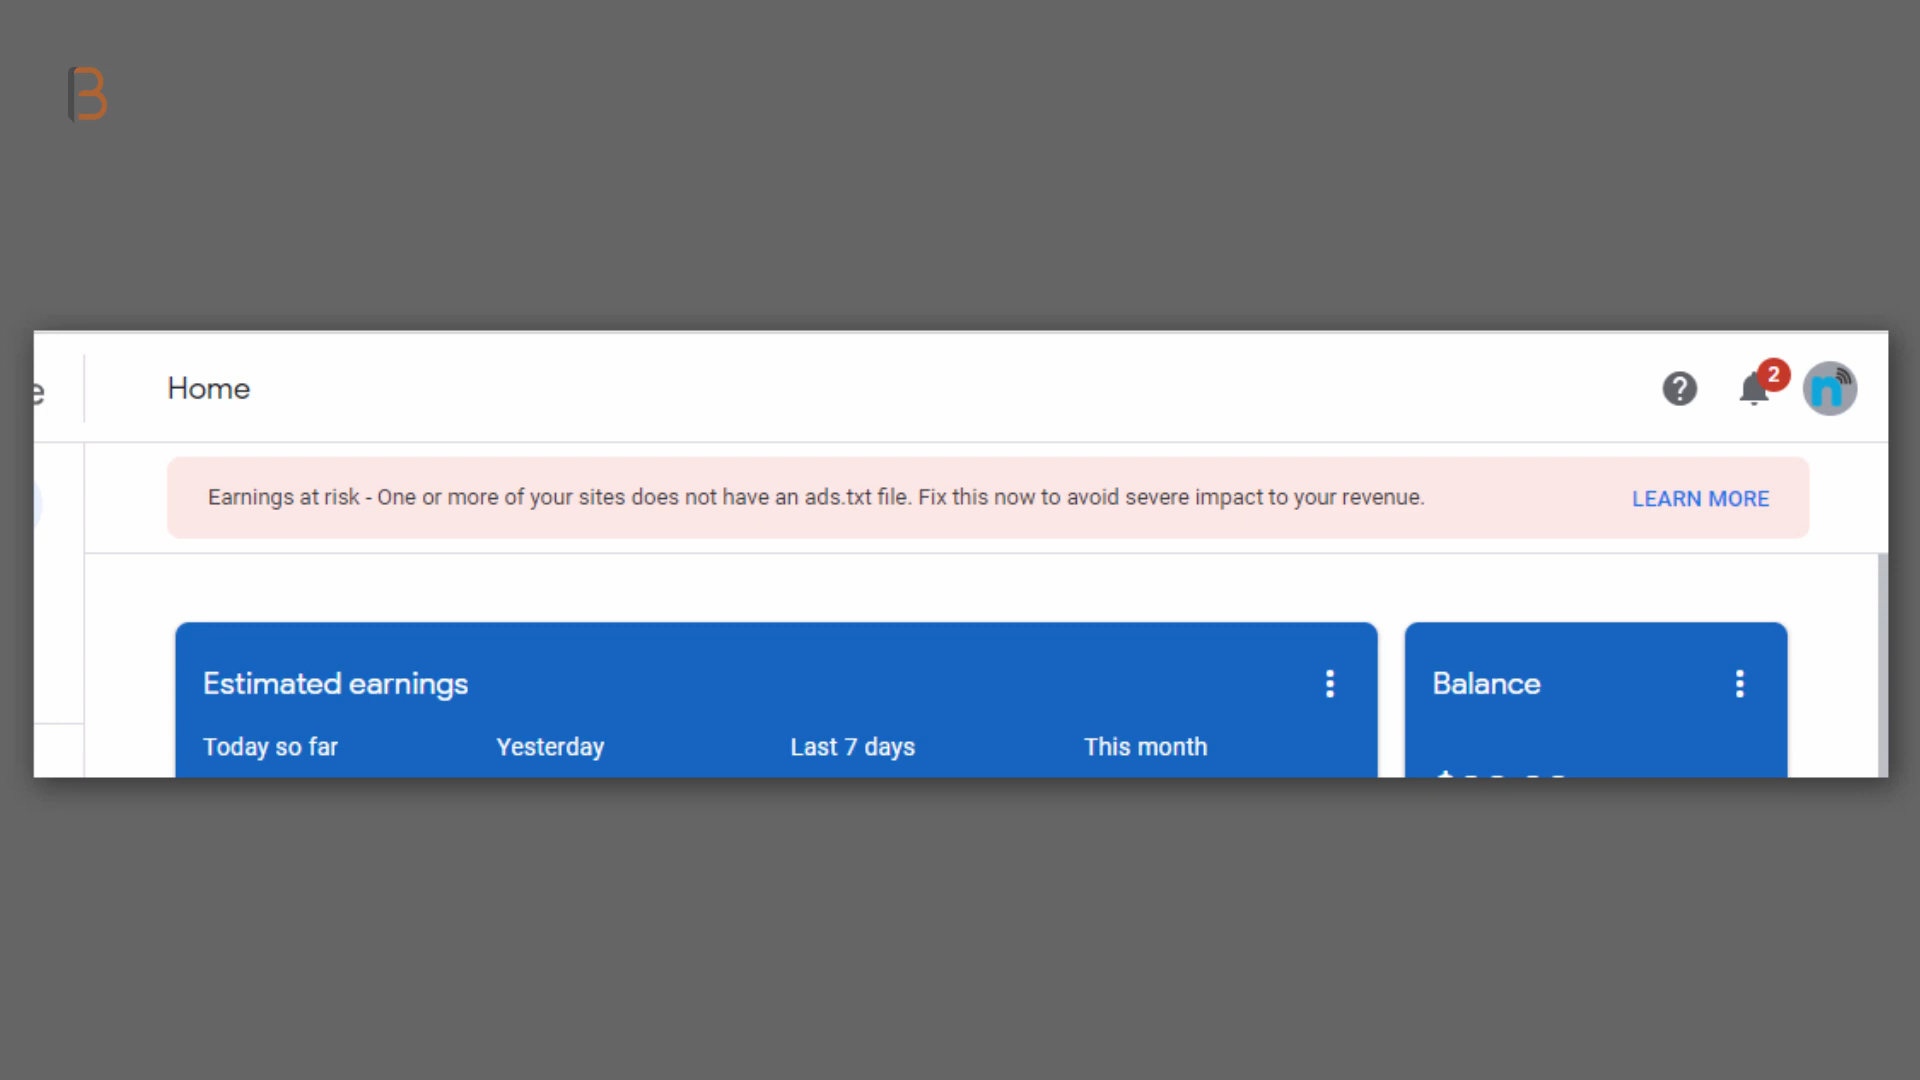 B
e
Home
2
n
Earnings at risk - One or more of your sites does not have an ads.txt file. Fix this now to avoid severe impact to your revenue.
LEARN MORE
Estimated earnings
Balance
Today so far
Yesterday
Last 7 days
This month